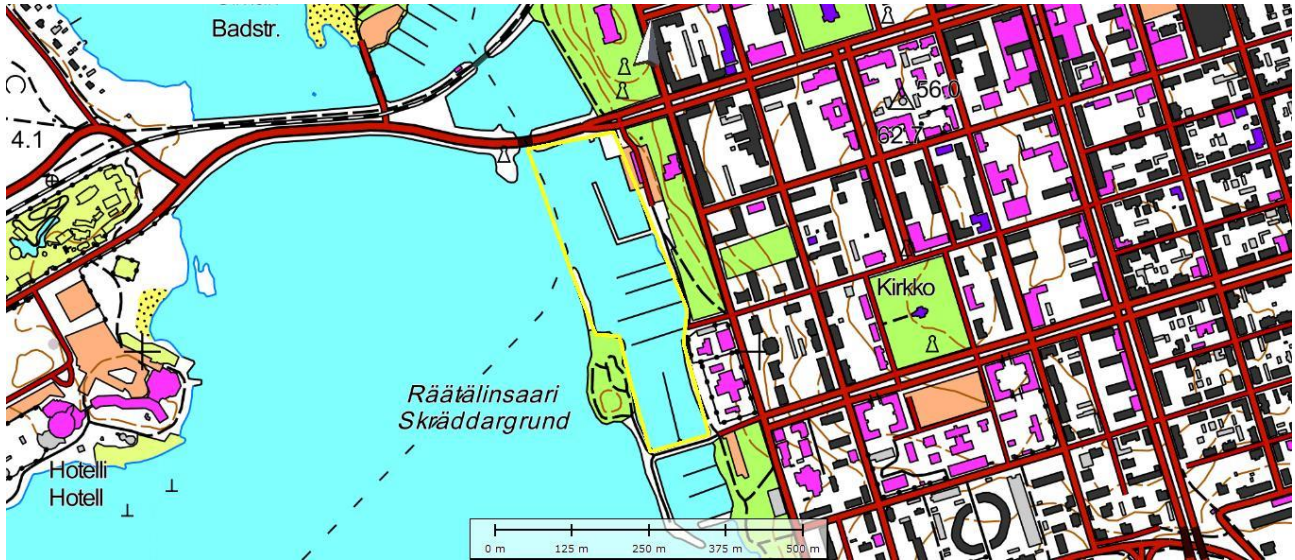 Badstr.
4.1
56.0
62.7
Kirkko
Räätälinsaari
Skräddargrund
Hotelli
Hotell
0 m
125 m
250 m
375 m
500 m